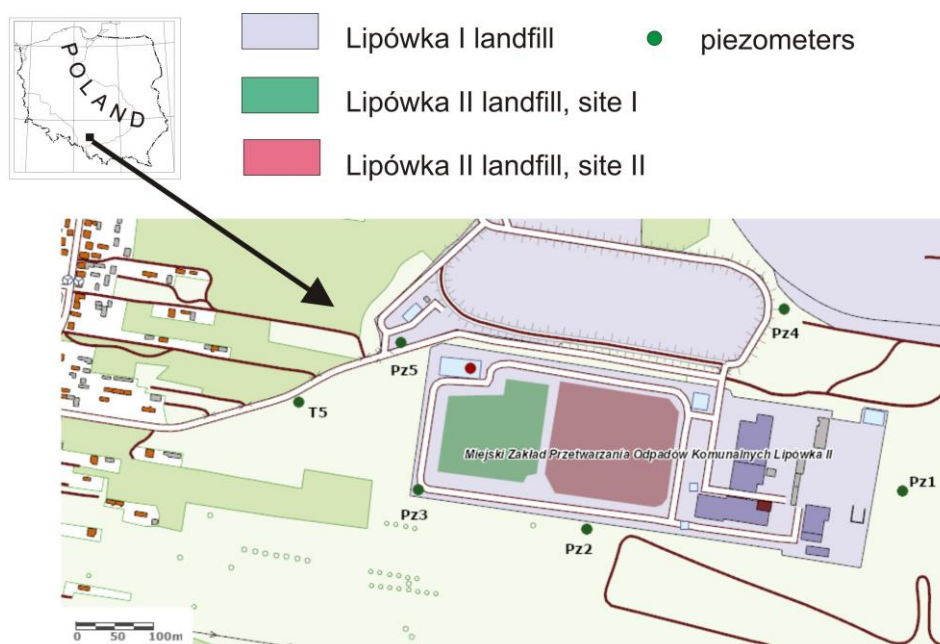 POLAND
Lipówka I landfill
piezometers
Lipówka II landfill, site I
Lipówka II landfill, site II
Pz4
Pz5
T5
Miejski Zakład Przetwarzania Odpadów Komunalnych Lipówka II
Pz1
Pz3
Pz2
0 50 100m